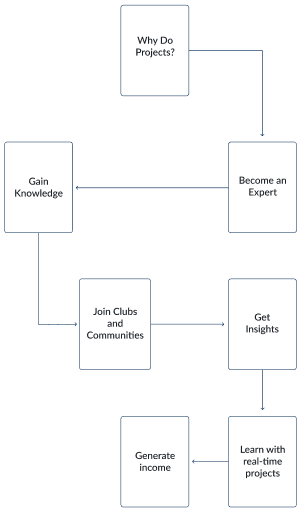 Why Do
Projects?
Become an
Expert
Gain
Knowledge
Join Clubs
and
Communities
Get
Insights
Learn with
real-time
projects
Generate
income